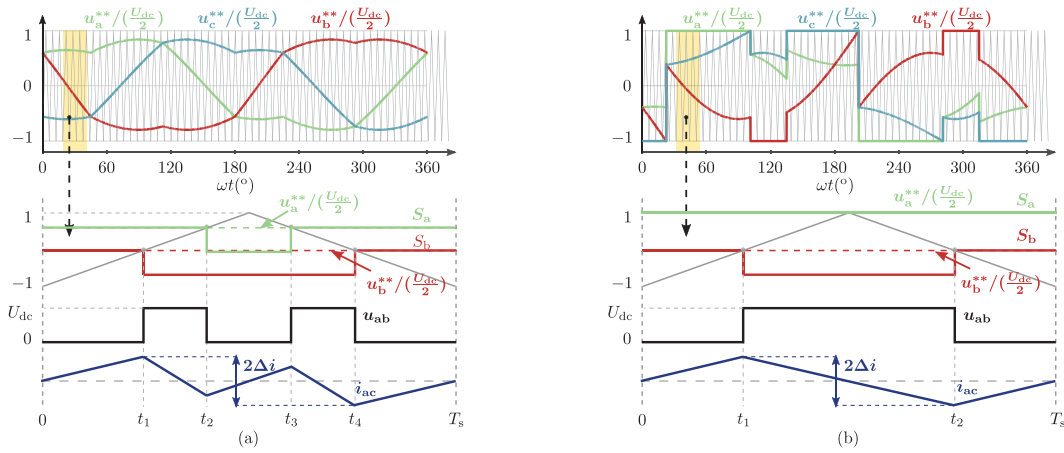 u_a^{**}/(U_dc/2) u_c^{**}/(U_dc/2) u_b^{**}/(U_dc/2)
1
0
−1
0 60 120 180 240 300 360
ωt(°)
u_a^{**}/(U_dc/2)
S_a
1
S_b
u_b^{**}/(U_dc/2)
−1
U_dc
u_ab
0
2Δi
i_ac
0 t_1 t_2 t_3 t_4 T_s
(a)
u_a^{**}/(U_dc/2) u_c^{**}/(U_dc/2) u_b^{**}/(U_dc/2)
1
0
−1
0 60 120 180 240 300 360
ωt(°)
u_a^{**}/(U_dc/2)
S_a
1
S_b
u_b^{**}/(U_dc/2)
−1
U_dc
u_ab
0
2Δi
i_ac
0 t_1 t_2 T_s
(b)